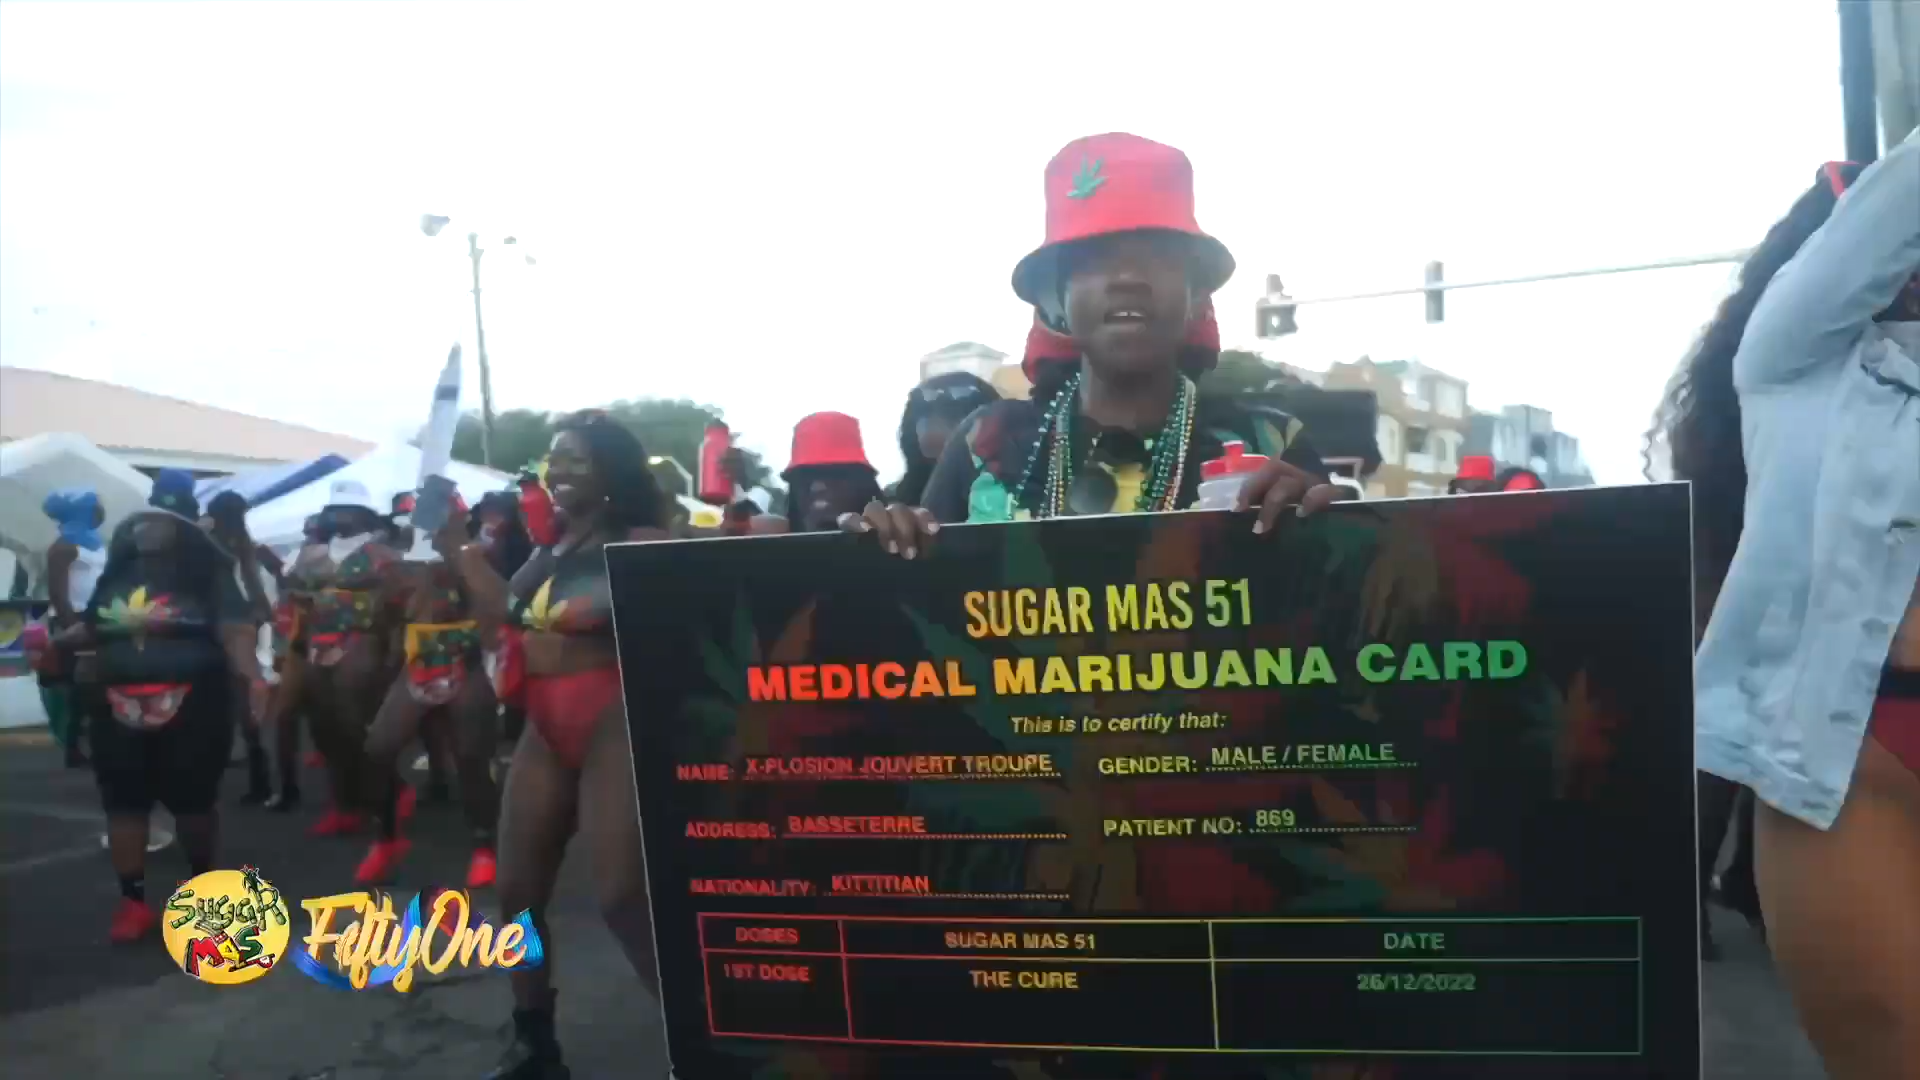 SUGAR MAS 51
MEDICAL MARIJUANA CARD
This is to certify that:
NAME: X-PLOSION JOUVERT TROUPE GENDER: MALE / FEMALE
ADDRESS: BASSETERRE PATIENT NO: 869
NATIONALITY: KITTITIAN
DOSES SUGAR MAS 51 DATE
1ST DOSE THE CURE 26/12/2022
SUGAR
MAS
FiftyOne